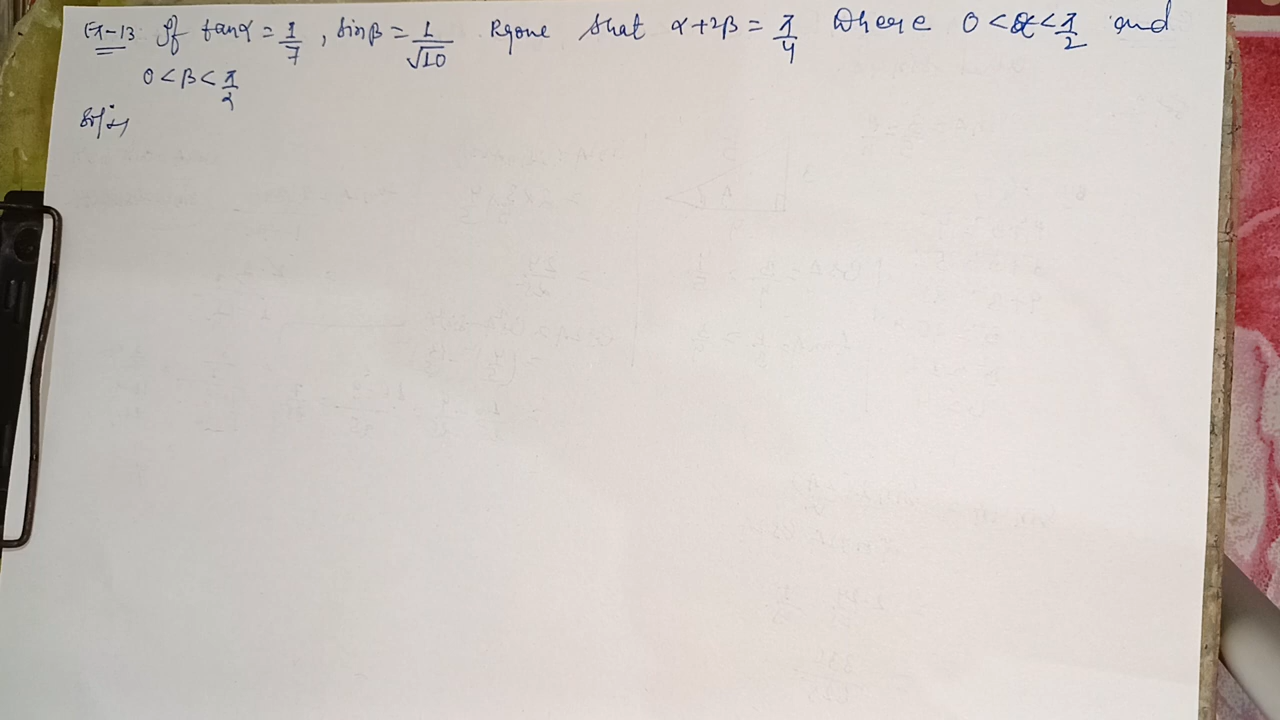 Ex-13 If tanα = 1/7, sinβ = 1/√10 Prove that α+2β = π/4 Where 0<α<π/2 and
0<β<π/2
Sol:-